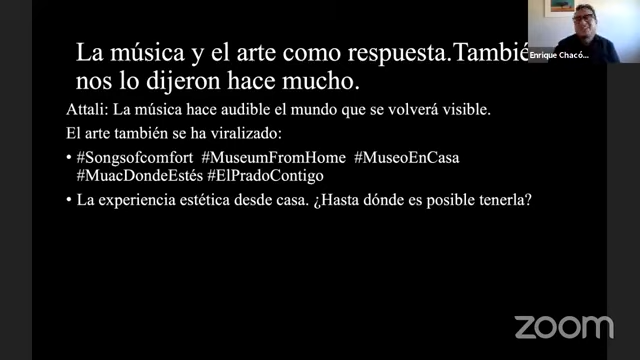 La música y el arte como respuesta.Tambié
nos lo dijeron hace mucho.
Enrique Chacó...
Attali: La música hace audible el mundo que se volverá visible.
El arte también se ha viralizado:
• #Songsofcomfort #MuseumFromHome #MuseoEnCasa
#MuacDondeEstés #ElPradoContigo
• La experiencia estética desde casa. ¿Hasta dónde es posible tenerla?
zoom